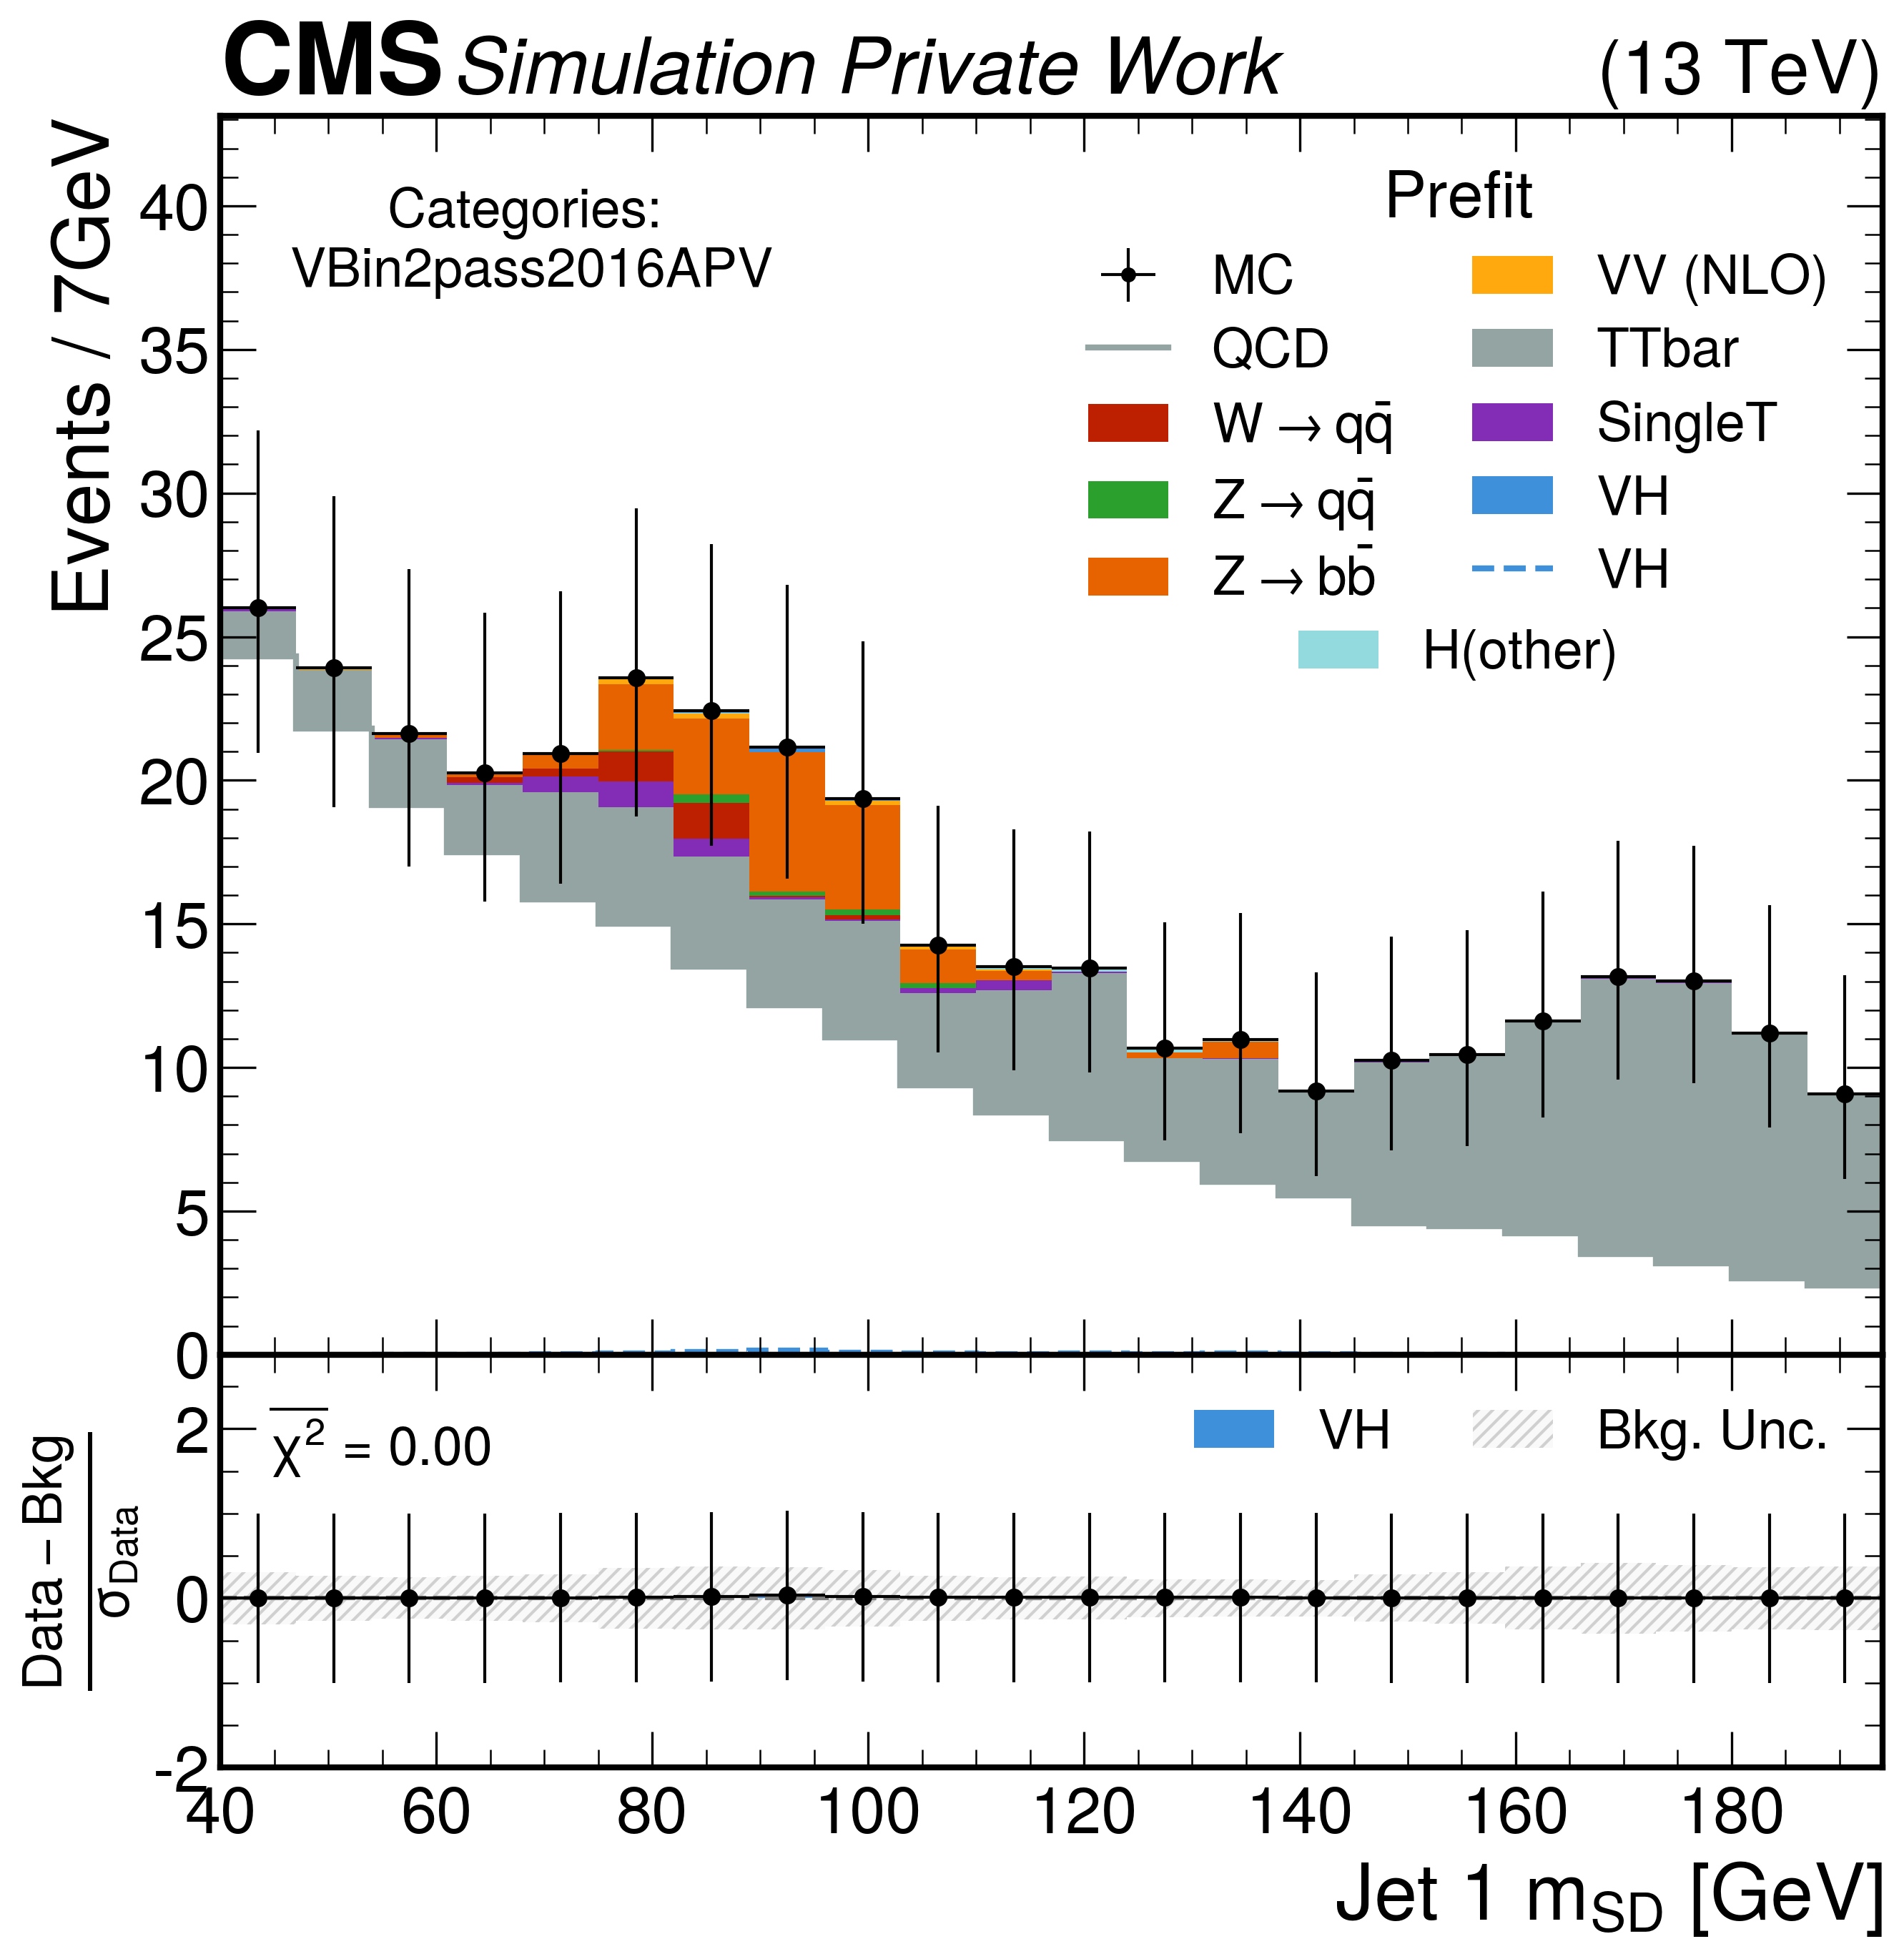 CMS Simulation Private Work (13 TeV)
Events / 7GeV
Categories:
VBin2pass2016APV
Prefit
MC
QCD
W → qq̄
Z → qq̄
Z → bb̄
VV (NLO)
TTbar
SingleT
VH
VH
H(other)
40
35
30
25
20
15
10
5
0
Data − Bkg
σData
χ² = 0.00
VH
Bkg. Unc.
2
0
-2
40 60 80 100 120 140 160 180
Jet 1 mSD [GeV]